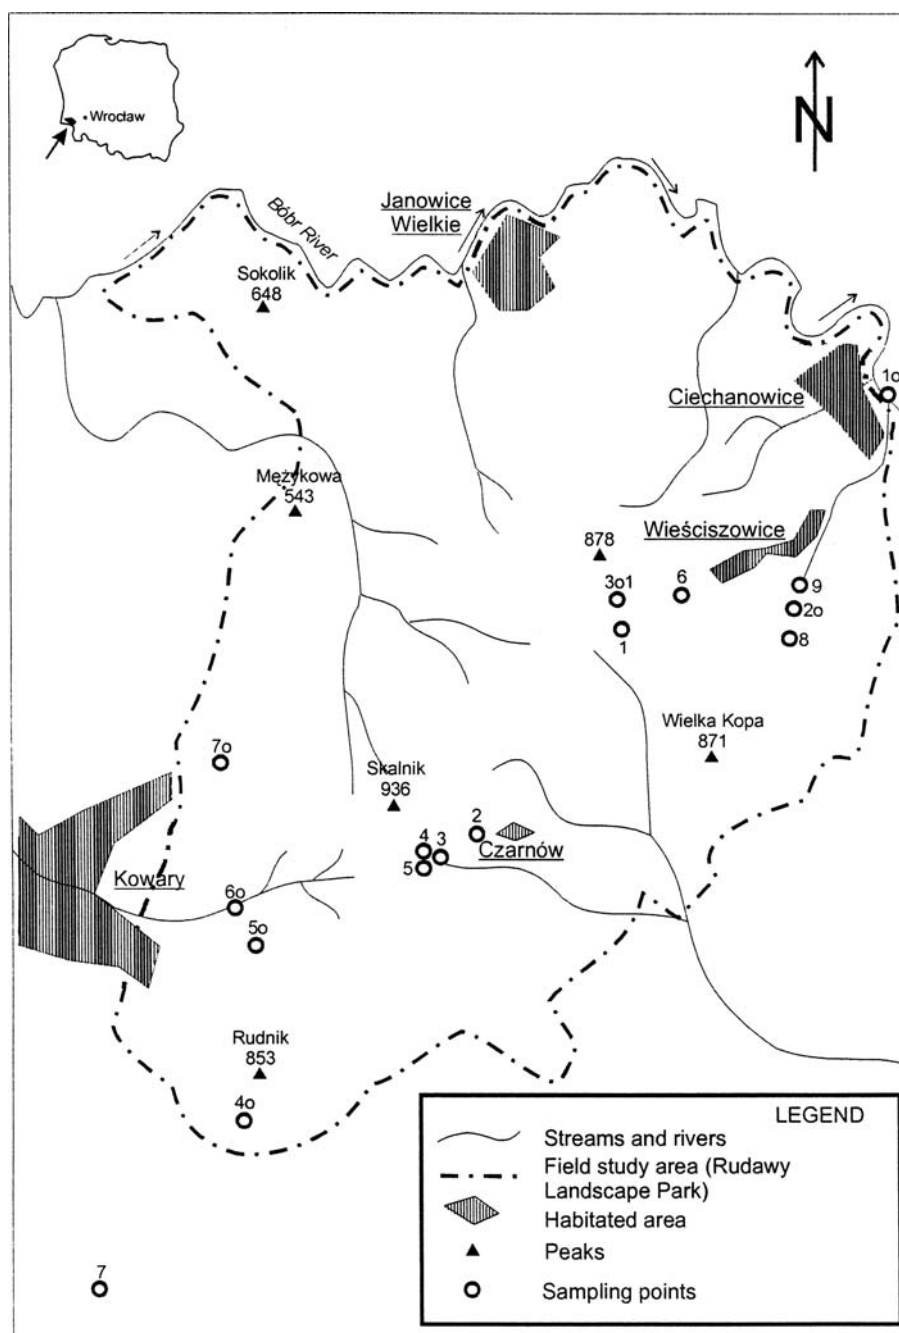 Wrocław
N
Bóbr River
Janowice
Wielkie
Sokolik
648
Ciechanowice
1o
Mężykowa
543
Wieściszowice
878
3o1
6
9
2o
1
8
Wielka Kopa
871
7o
Skalnik
936
2
4
3
5
Czarnów
Kowary
6o
5o
Rudnik
853
4o
7
LEGEND
Streams and rivers
Field study area (Rudawy
Landscape Park)
Habitated area
Peaks
Sampling points